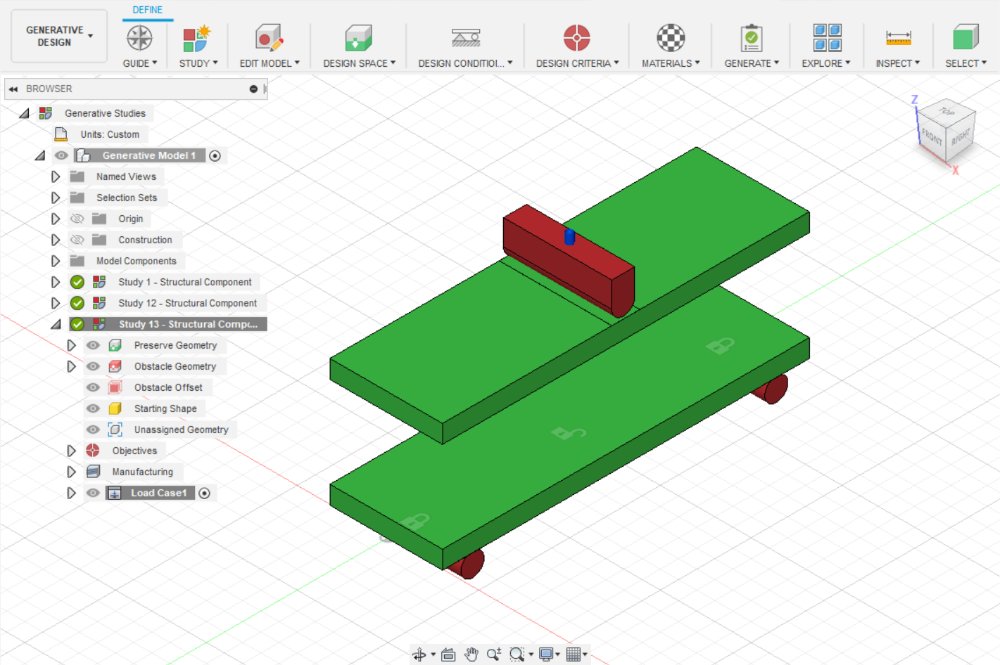 DEFINE
GENERATIVE
DESIGN
GUIDE
STUDY
EDIT MODEL
DESIGN SPACE
DESIGN CONDITIOI...
DESIGN CRITERIA
MATERIALS
GENERATE
EXPLORE
INSPECT
SELECT
BROWSER
Generative Studies
Units: Custom
Generative Model 1
Named Views
Selection Sets
Origin
Construction
Model Components
Study 1 - Structural Component
Study 12 - Structural Component
Study 13 - Structural Compc...
Preserve Geometry
Obstacle Geometry
Obstacle Offset
Starting Shape
Unassigned Geometry
Objectives
Manufacturing
Load Case1
Z
TOP
FRONT
RIGHT
X